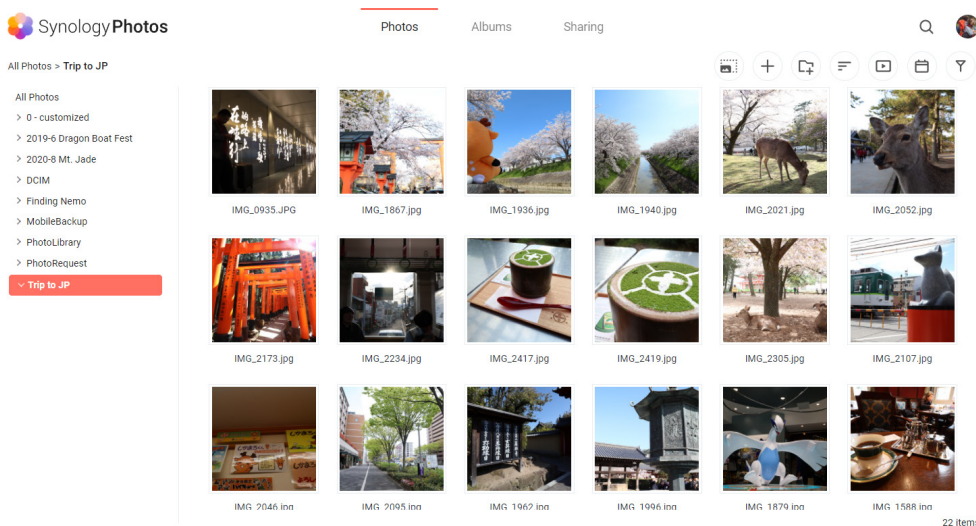 Synology Photos
Photos
Albums
Sharing
All Photos > Trip to JP
All Photos
0 - customized
2019-6 Dragon Boat Fest
2020-8 Mt. Jade
DCIM
Finding Nemo
MobileBackup
PhotoLibrary
PhotoRequest
Trip to JP
IMG_0935.JPG
IMG_1867.jpg
IMG_1936.jpg
IMG_1940.jpg
IMG_2021.jpg
IMG_2052.jpg
IMG_2173.jpg
IMG_2234.jpg
IMG_2417.jpg
IMG_2419.jpg
IMG_2305.jpg
IMG_2107.jpg
IMG_2046.jpg
IMG_2095.jpg
IMG_1962.jpg
IMG_1996.jpg
IMG_1879.jpg
IMG_1588.jpg
22 items